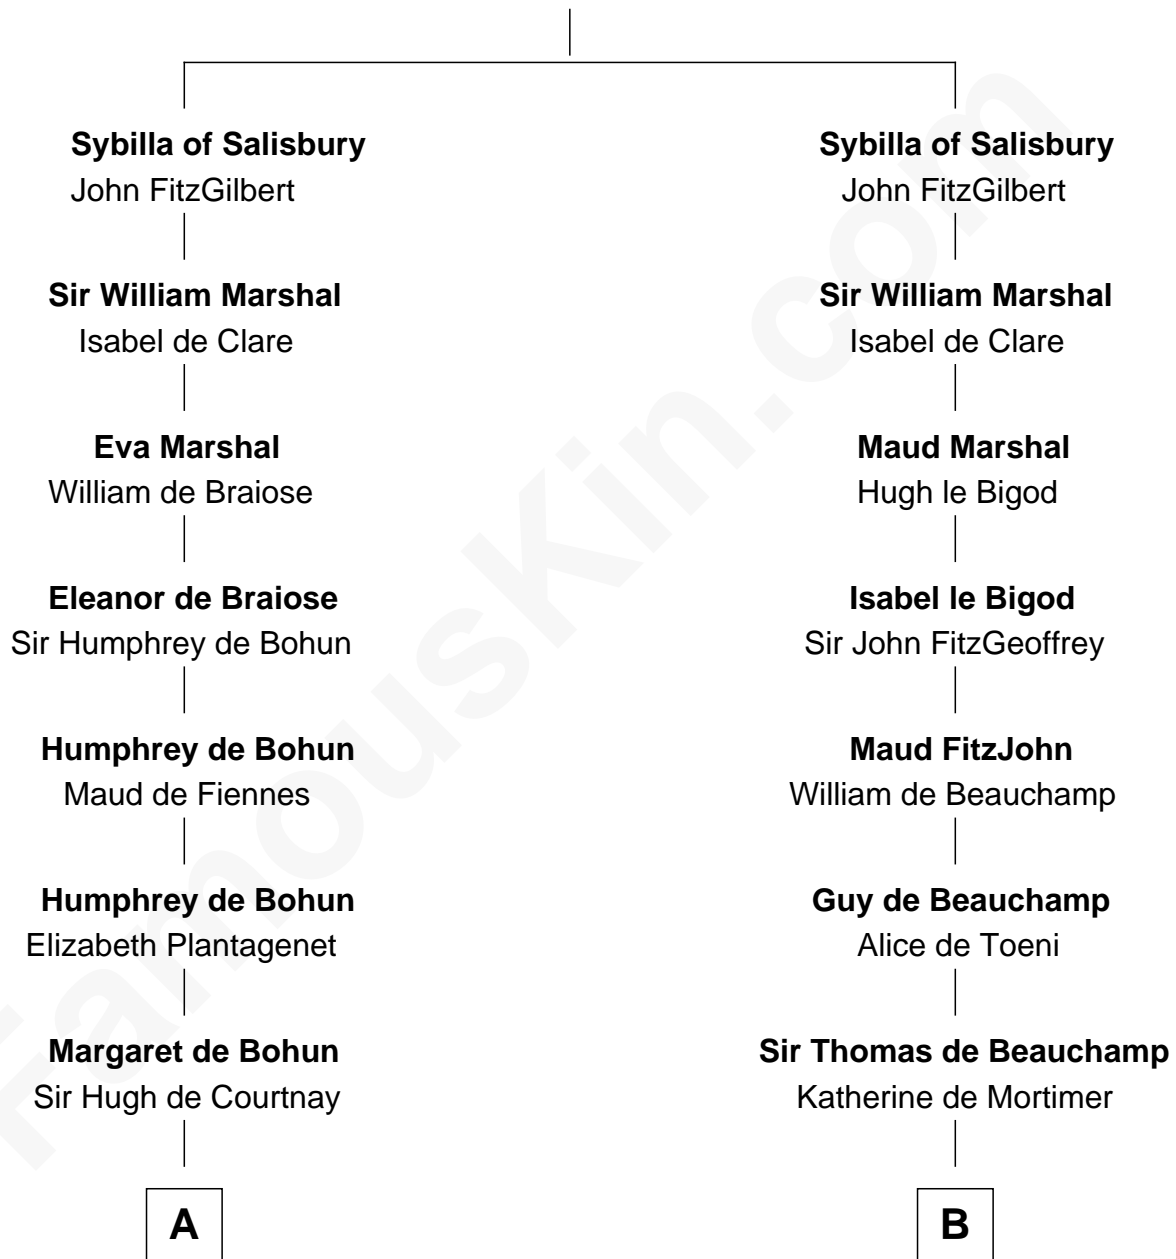 Sybilla of Salisbury
John FitzGilbert
Sir William Marshal
Isabel de Clare
Eva Marshal
William de Braiose
Eleanor de Braiose
Sir Humphrey de Bohun
Humphrey de Bohun
Maud de Fiennes
Humphrey de Bohun
Elizabeth Plantagenet
Margaret de Bohun
Sir Hugh de Courtnay
A
Sybilla of Salisbury
John FitzGilbert
Sir William Marshal
Isabel de Clare
Maud Marshal
Hugh le Bigod
Isabel le Bigod
Sir John FitzGeoffrey
Maud FitzJohn
William de Beauchamp
Guy de Beauchamp
Alice de Toeni
Sir Thomas de Beauchamp
Katherine de Mortimer
B
FamousKin.com